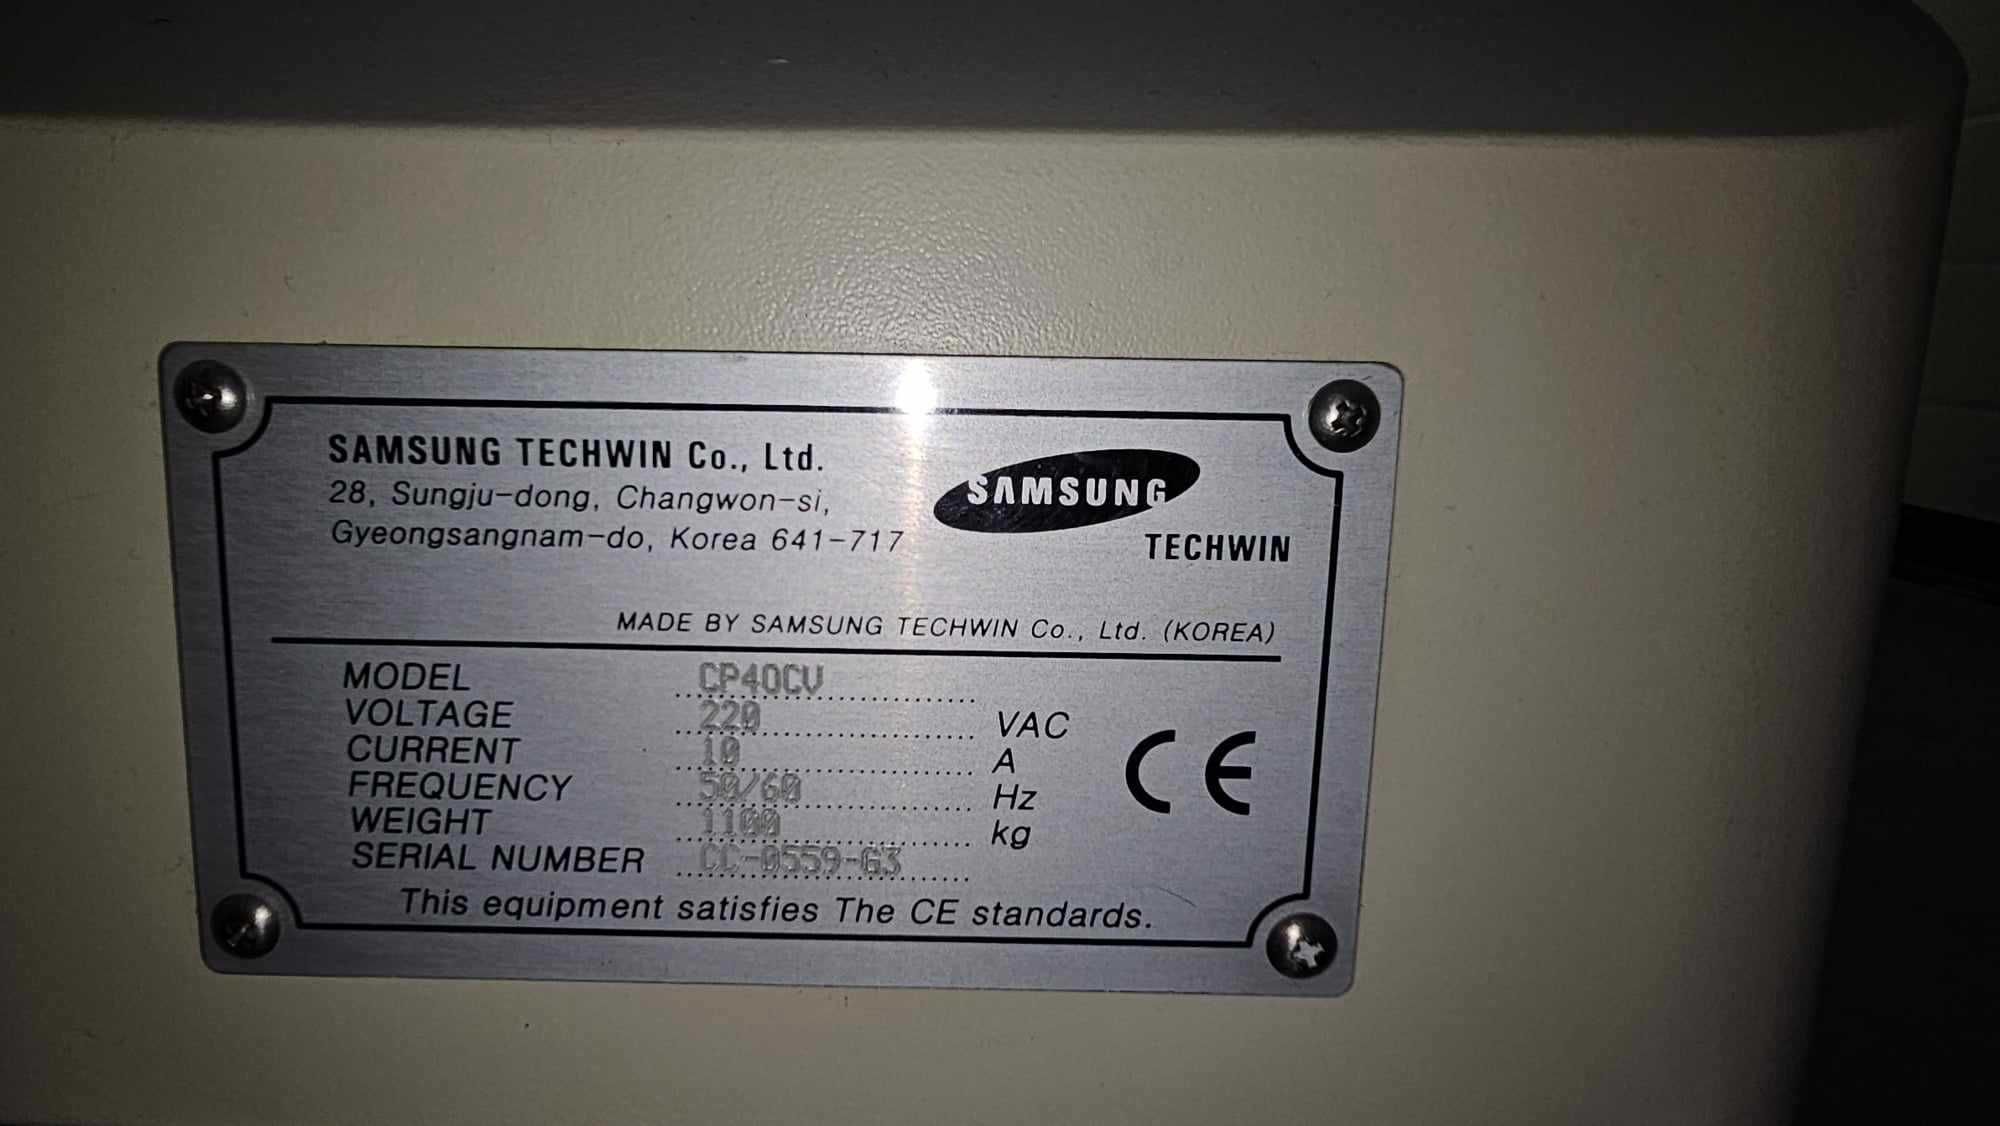 SAMSUNG TECHWIN Co., Ltd.
28, Sungju-dong, Changwon-si,
Gyeongsangnam-do, Korea 641-717
SAMSUNG
TECHWIN
MADE BY SAMSUNG TECHWIN Co., Ltd. (KOREA)
MODEL CP40CV
VOLTAGE 220 VAC
CURRENT 10 A
FREQUENCY 50/60 Hz
WEIGHT 1100 kg
SERIAL NUMBER CC-0559-G3
CE
This equipment satisfies The CE standards.